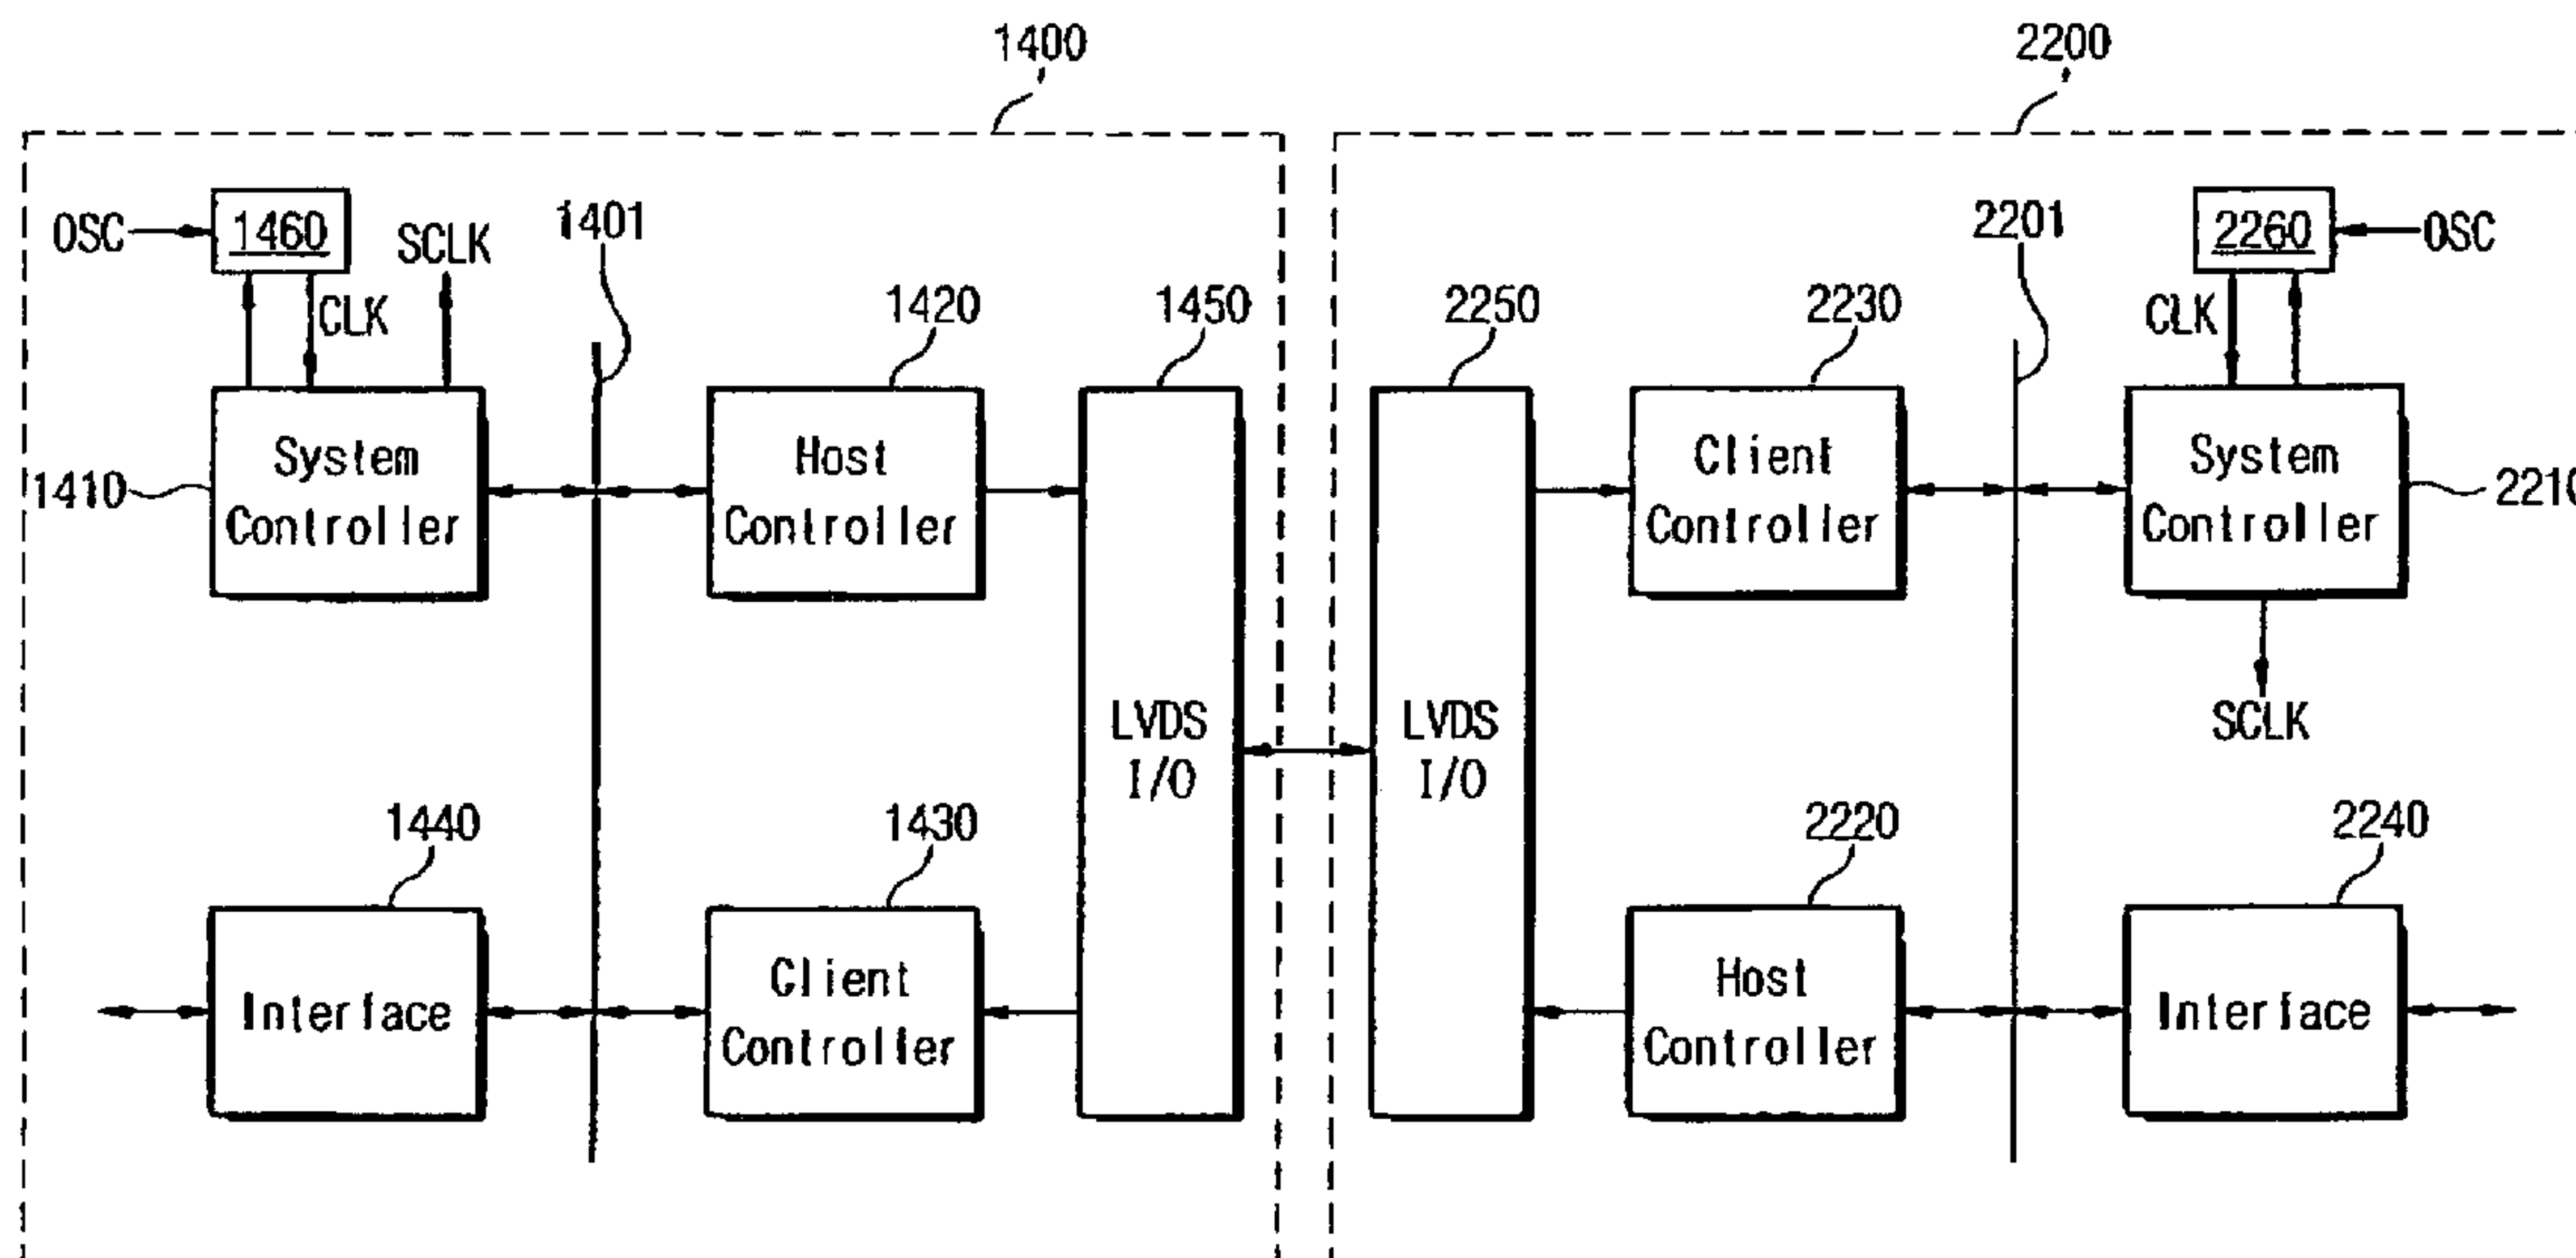 1400
2200
OSC
1460
SCLK
CLK
1401
1420
1450
2250
2230
2201
2260
OSC
CLK
1410
System
Controller
Host
Controller
LVDS
I/O
LVDS
I/O
Client
Controller
System
Controller
2210
SCLK
1440
1430
2220
2240
Interface
Client
Controller
Host
Controller
Interface